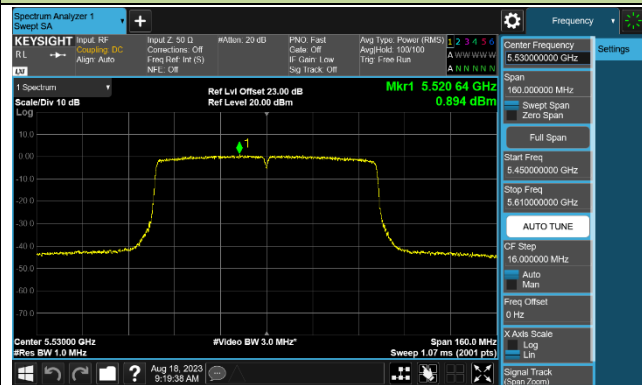 Spectrum Analyzer 1
Swept SA
Frequency
KEYSIGHT
RL
LXI
Input: RF
Coupling: DC
Align: Auto
Input Z: 50 Ω
Corrections: Off
Freq Ref: Int (S)
NFE: Off
#Atten: 20 dB
PNO: Fast
Gate: Off
IF Gain: Low
Sig Track: Off
Avg Type: Power (RMS)
Avg|Hold: 100/100
Trig: Free Run
1 2 3 4 5 6
A W W W W W
A N N N N N
1 Spectrum
Scale/Div 10 dB
Log
Ref Lvl Offset 23.00 dB
Ref Level 20.00 dBm
Mkr1 5.520 64 GHz
0.894 dBm
1
10.0
0.00
-10.0
-20.0
-30.0
-40.0
-50.0
-60.0
-70.0
Center 5.53000 GHz
#Res BW 1.0 MHz
#Video BW 3.0 MHz*
Span 160.0 MHz
Sweep 1.07 ms (2001 pts)
Center Frequency
5.530000000 GHz
Settings
Span
160.000000 MHz
Swept Span
Zero Span
Full Span
Start Freq
5.450000000 GHz
Stop Freq
5.610000000 GHz
AUTO TUNE
CF Step
16.000000 MHz
Auto
Man
Freq Offset
0 Hz
X Axis Scale
Log
Lin
Signal Track
(Span Zoom)
?
Aug 18, 2023
9:19:38 AM